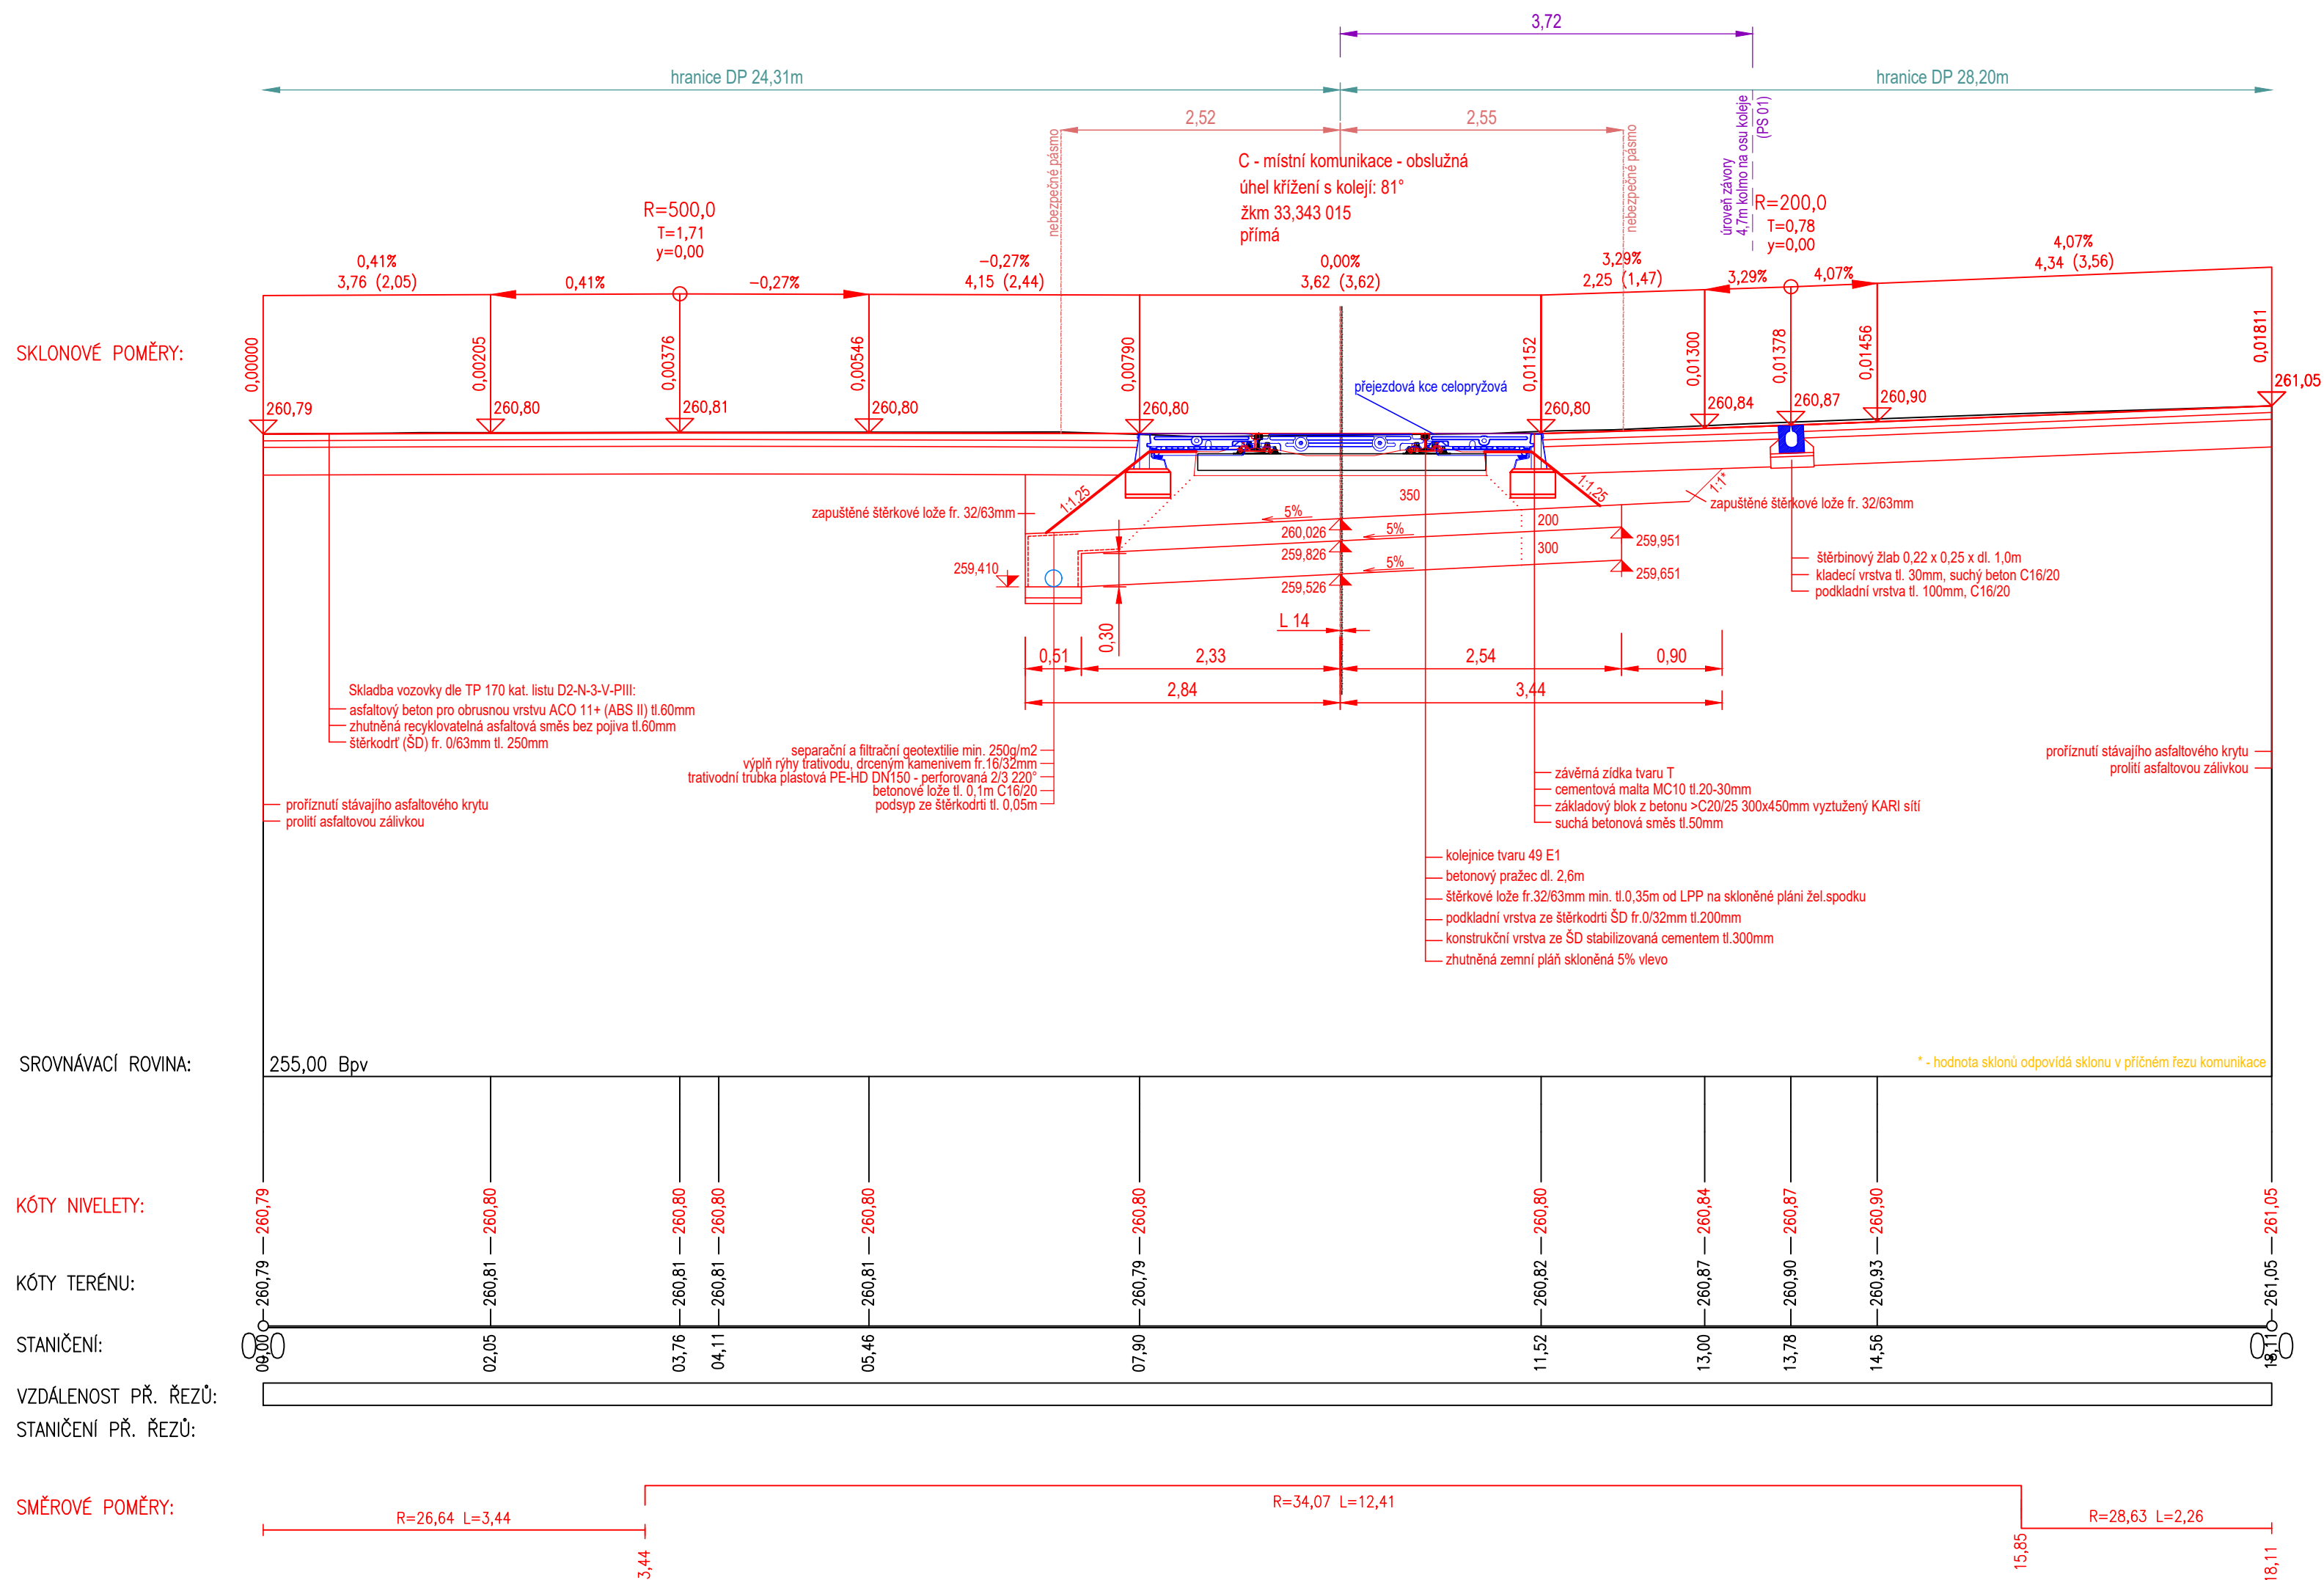 3,72
hranice DP 24,31m
hranice DP 28,20m
2,52
2,55
nebezpečné pásmo
nebezpečné pásmo
úroveň závory
4,7m kolmo na osu koleje
(PS 01)
C - místní komunikace - obslužná
úhel křížení s kolejí: 81°
žkm 33,343 015
přímá
R=500,0
T=1,71
y=0,00
R=200,0
T=0,78
y=0,00
0,41%
3,76 (2,05)
0,41%
-0,27%
-0,27%
4,15 (2,44)
0,00%
3,62 (3,62)
3,29%
2,25 (1,47)
3,29%
4,07%
4,07%
4,34 (3,56)
SKLONOVÉ POMĚRY:
0,00000
0,00205
0,00376
0,00546
0,00790
0,01152
0,01300
0,01378
0,01456
0,01811
260,79
260,80
260,81
260,80
260,80
260,80
260,84
260,87
260,90
261,05
přejezdová kce celopryžová
1:1,25
1:1,25
1:1*
zapuštěné štěrkové lože fr. 32/63mm
zapuštěné štěrkové lože fr. 32/63mm
350
200
300
5%
5%
5%
260,026
259,826
259,526
259,951
259,651
259,410
štěrbinový žlab 0,22 x 0,25 x dl. 1,0m
kladecí vrstva tl. 30mm, suchý beton C16/20
podkladní vrstva tl. 100mm, C16/20
0,30
L 14
0,51
2,33
2,54
0,90
2,84
3,44
Skladba vozovky dle TP 170 kat. listu D2-N-3-V-PIII:
asfaltový beton pro obrusnou vrstvu ACO 11+ (ABS II) tl.60mm
zhutněná recyklovatelná asfaltová směs bez pojiva tl.60mm
štěrkodrť (ŠD) fr. 0/63mm tl. 250mm
separační a filtrační geotextilie min. 250g/m2
výplň rýhy trativodu, drceným kamenivem fr.16/32mm
trativodní trubka plastová PE-HD DN150 - perforovaná 2/3 220°
betonové lože tl. 0,1m C16/20
podsyp ze štěrkodrti tl. 0,05m
proříznutí stávajího asfaltového krytu
prolití asfaltovou zálivkou
proříznutí stávajího asfaltového krytu
prolití asfaltovou zálivkou
závěrná zídka tvaru T
cementová malta MC10 tl.20-30mm
základový blok z betonu >C20/25 300x450mm vyztužený KARI sítí
suchá betonová směs tl.50mm
kolejnice tvaru 49 E1
betonový pražec dl. 2,6m
štěrkové lože fr.32/63mm min. tl.0,35m od LPP na skloněné pláni žel.spodku
podkladní vrstva ze štěrkodrti ŠD fr.0/32mm tl.200mm
konstrukční vrstva ze ŠD stabilizovaná cementem tl.300mm
zhutněná zemní pláň skloněná 5% vlevo
SROVNÁVACÍ ROVINA:
255,00 Bpv
* - hodnota sklonů odpovídá sklonu v příčném řezu komunikace
KÓTY NIVELETY:
260,79
260,80
260,80
260,80
260,80
260,80
260,80
260,84
260,87
260,90
261,05
KÓTY TERÉNU:
260,79
260,81
260,81
260,81
260,81
260,79
260,82
260,87
260,90
260,93
261,05
STANIČENÍ:
00,00
02,05
03,76
04,11
05,46
07,90
11,52
13,00
13,78
14,56
18,11
VZDÁLENOST PŘ. ŘEZŮ:
STANIČENÍ PŘ. ŘEZŮ:
SMĚROVÉ POMĚRY:
R=26,64 L=3,44
R=34,07 L=12,41
R=28,63 L=2,26
3,44
15,85
18,11